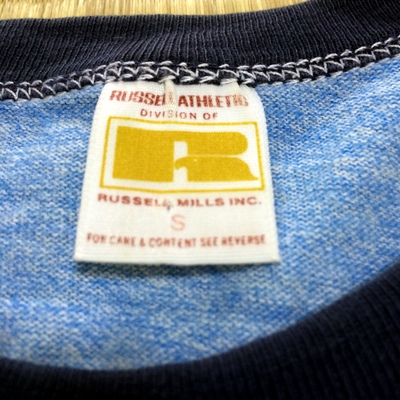 RUSSELL ATHLETIC
DIVISION OF
R
RUSSELL MILLS INC.
S
FOR CARE & CONTENT SEE REVERSE